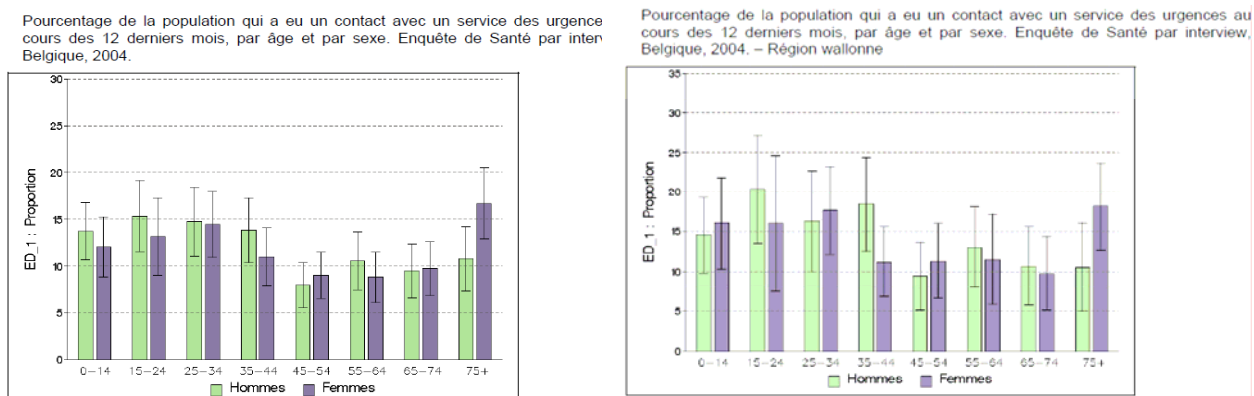 Pourcentage de la population qui a eu un contact avec un service des urgence
cours des 12 derniers mois, par âge et par sexe. Enquête de Santé par inter
Belgique, 2004.
30
25
20
15
10
5
0
ED_1 : Proportion
0-14 15-24 25-34 35-44 45-54 55-64 65-74 75+
Hommes Femmes
Pourcentage de la population qui a eu un contact avec un service des urgences au
cours des 12 derniers mois, par âge et par sexe. Enquête de Santé par interview,
Belgique, 2004. – Région wallonne
35
30
25
20
15
10
5
0
ED_1 : Proportion
0-14 15-24 25-34 35-44 45-54 55-64 65-74 75+
Hommes Femmes